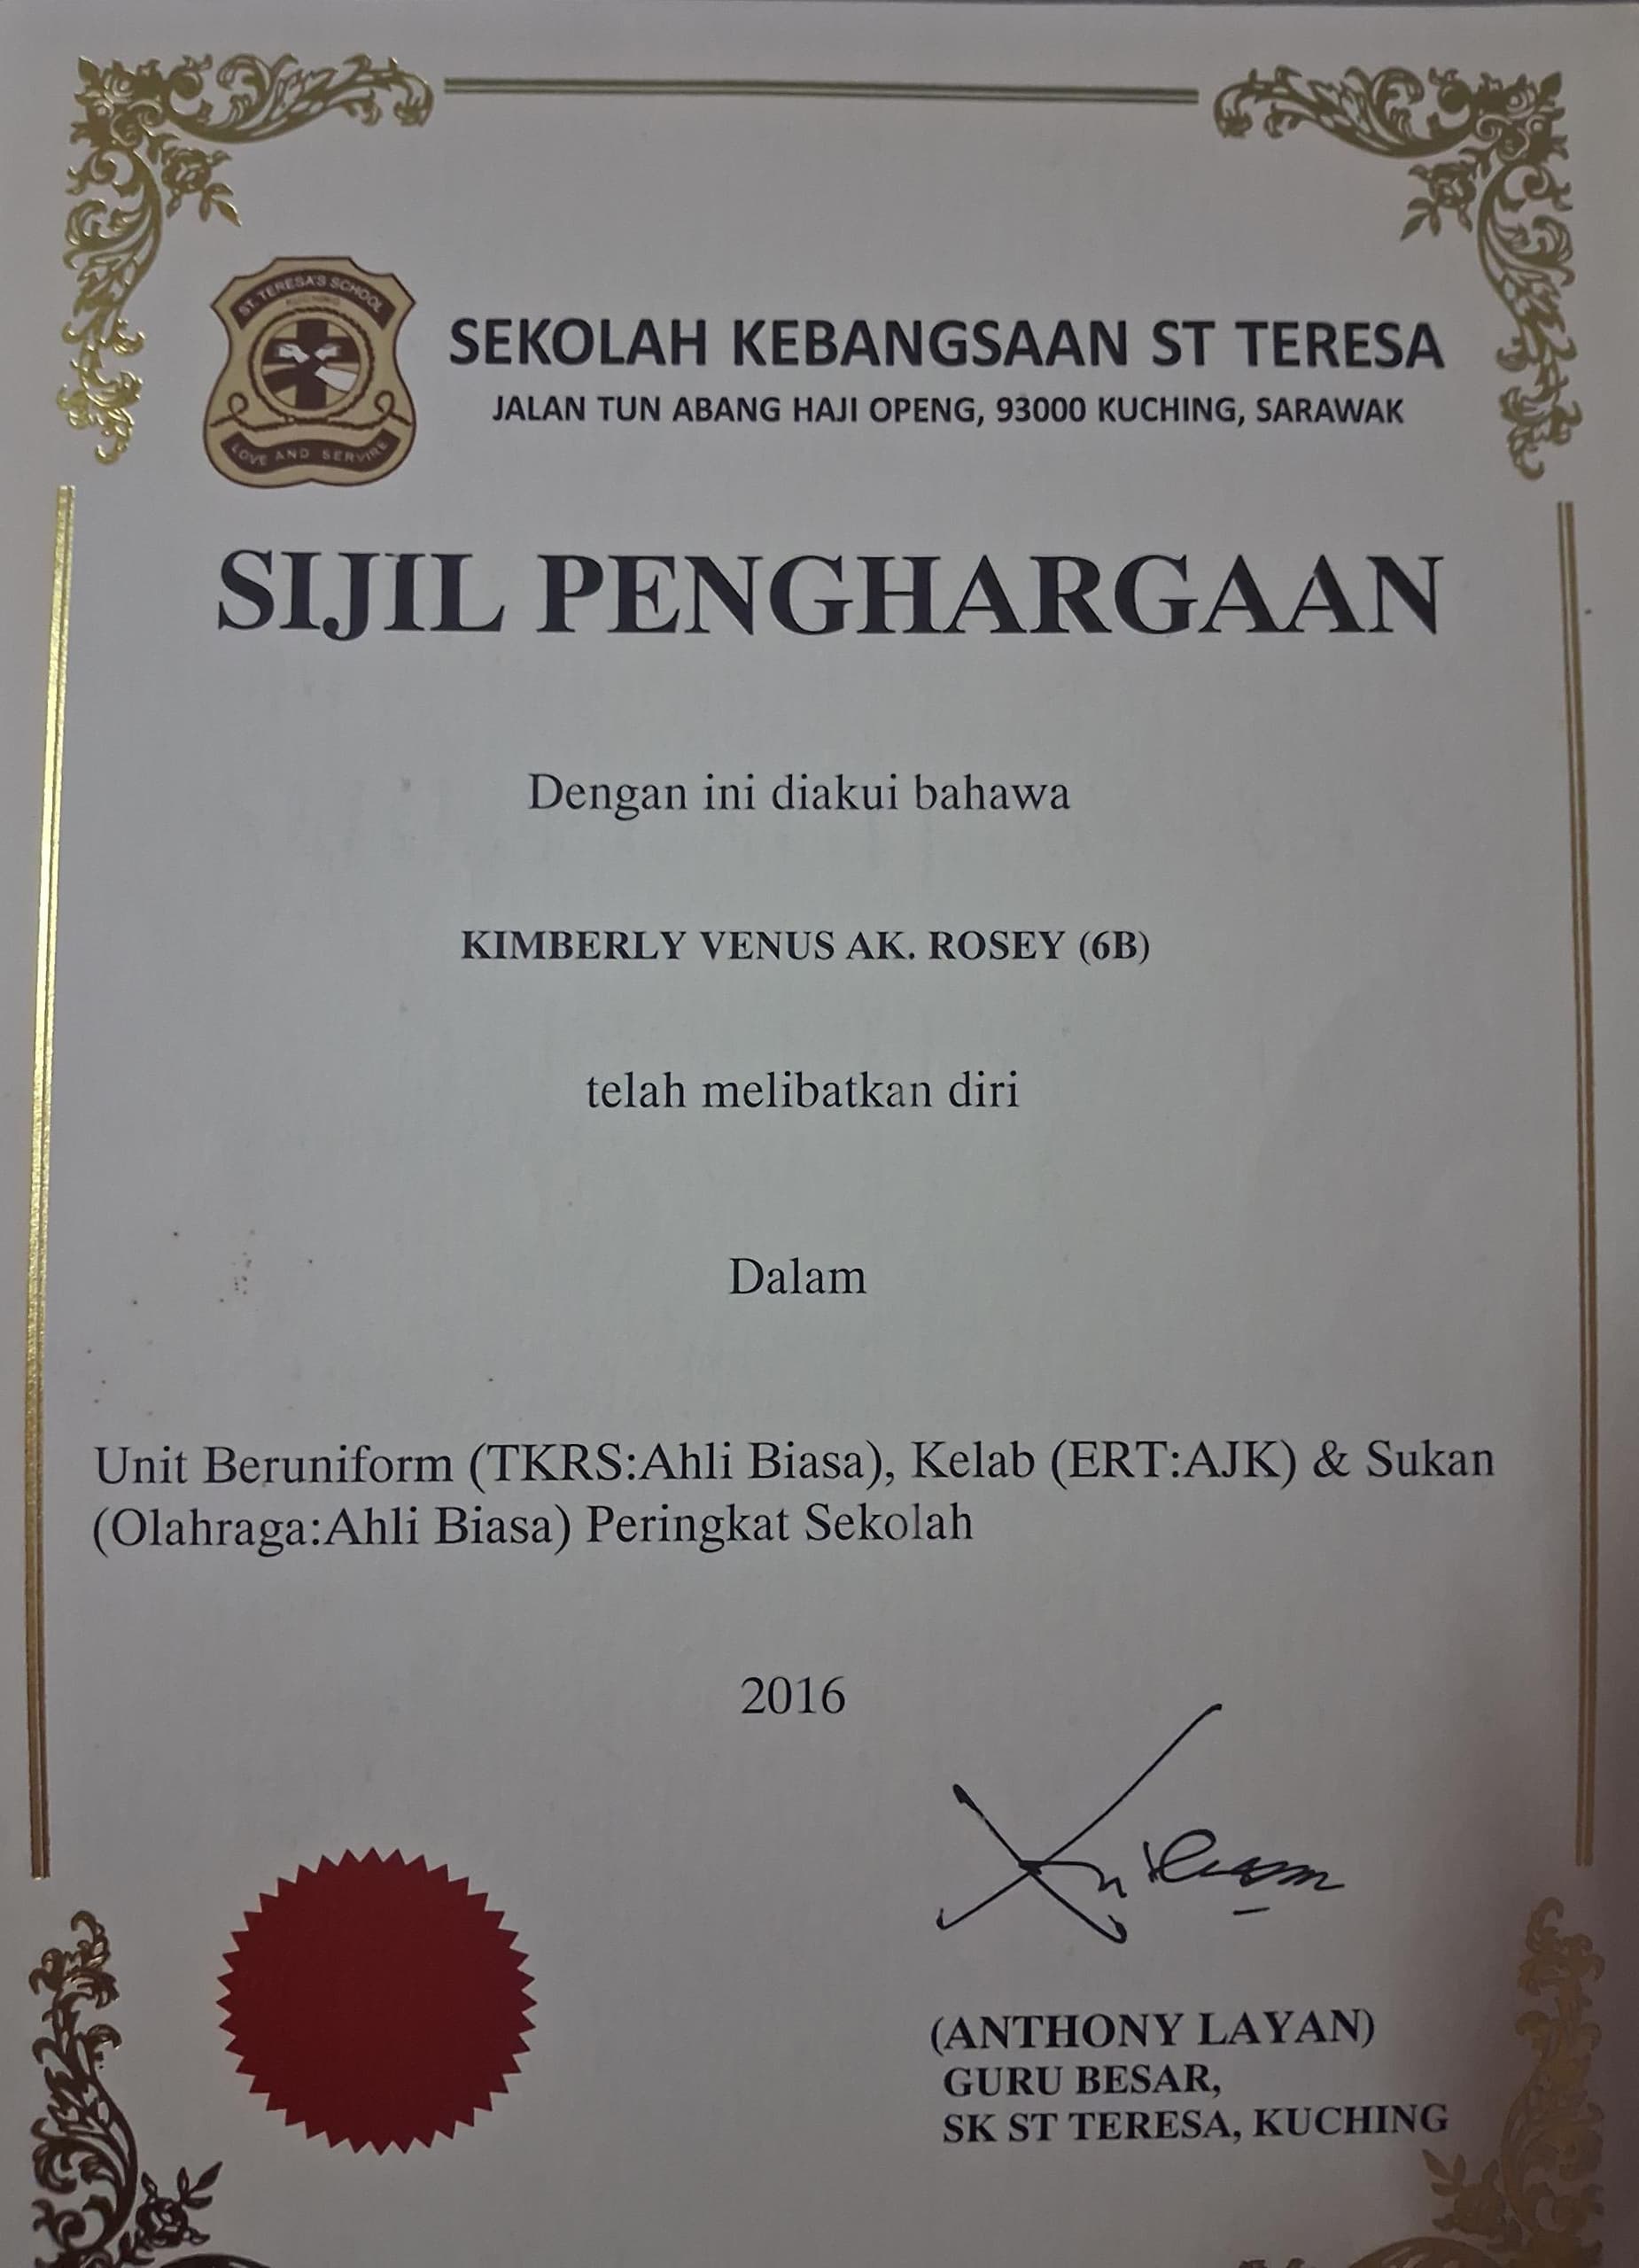 ST. TERESA'S SCHOOL
KUCHING
LOVE AND SERVIRE
SEKOLAH KEBANGSAAN ST TERESA
JALAN TUN ABANG HAJI OPENG, 93000 KUCHING, SARAWAK
SIJIL PENGHARGAAN
Dengan ini diakui bahawa
KIMBERLY VENUS AK. ROSEY (6B)
telah melibatkan diri
Dalam
Unit Beruniform (TKRS:Ahli Biasa), Kelab (ERT:AJK) & Sukan
(Olahraga:Ahli Biasa) Peringkat Sekolah
2016
(ANTHONY LAYAN)
GURU BESAR,
SK ST TERESA, KUCHING